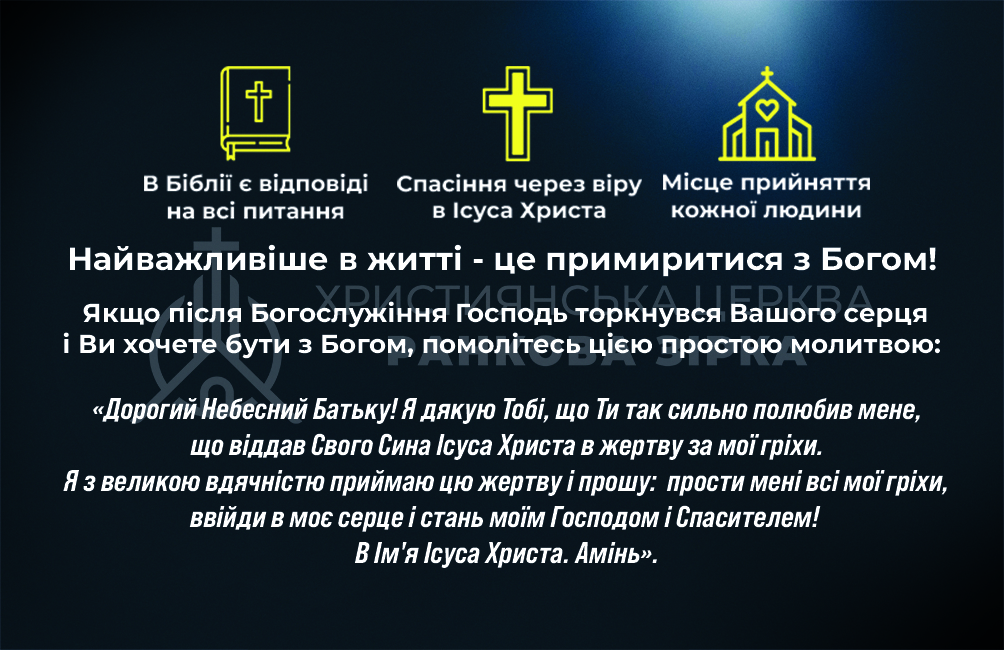 В Біблії є відповіді
на всі питання
Спасіння через віру
в Ісуса Христа
Місце прийняття
кожної людини
Найважливіше в житті - це примиритися з Богом!
ХРИСТИЯНСЬКА ЦЕРКВА
РАНКОВА ЗІРКА
Якщо після Богослужіння Господь торкнувся Вашого серця
і Ви хочете бути з Богом, помолітесь цією простою молитвою:
«Дорогий Небесний Батьку! Я дякую Тобі, що Ти так сильно полюбив мене,
що віддав Свого Сина Ісуса Христа в жертву за мої гріхи.
Я з великою вдячністю приймаю цю жертву і прошу: прости мені всі мої гріхи,
ввійди в моє серце і стань моїм Господом і Спасителем!
В Ім'я Ісуса Христа. Амінь».